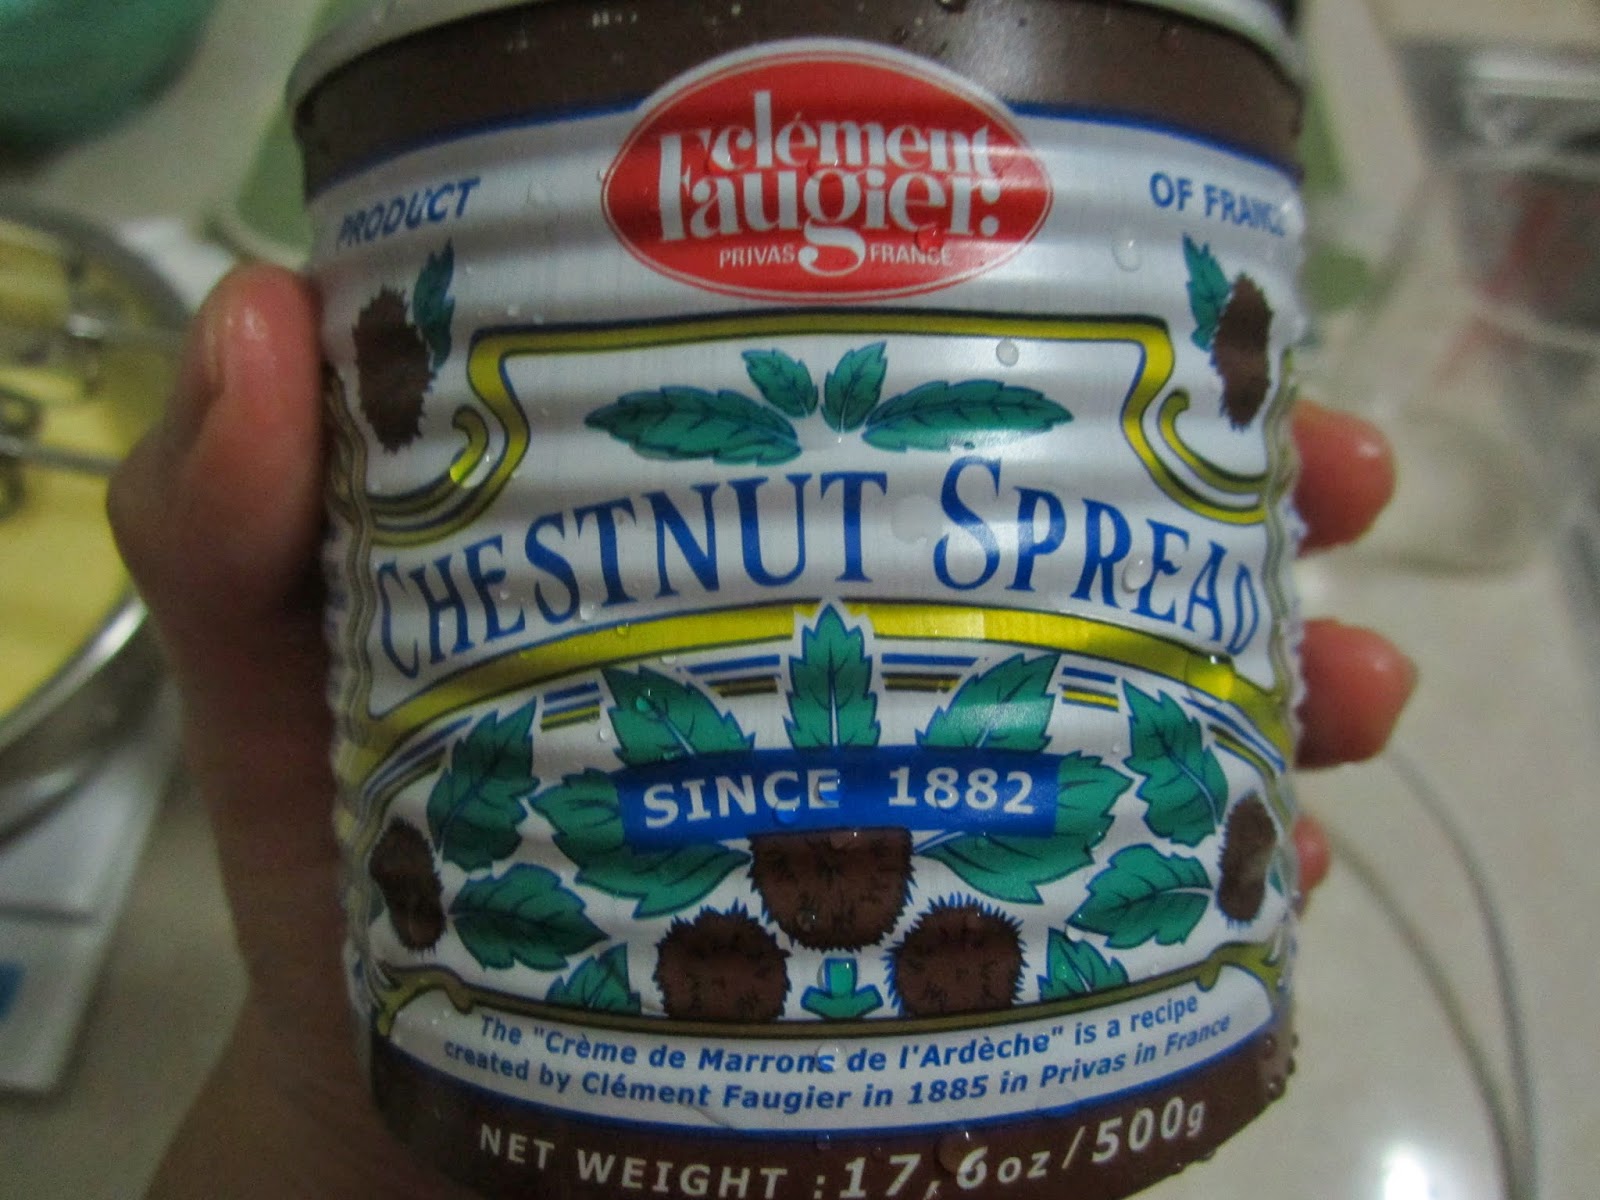 clément
Faugier:
PRIVAS FRANCE
PRODUCT
OF FRANCE
CHESTNUT SPREAD
SINCE 1882
The "Crème de Marrons de l'Ardèche" is a recipe
created by Clément Faugier in 1885 in Privas in France
NET WEIGHT : 17,6oz/500g